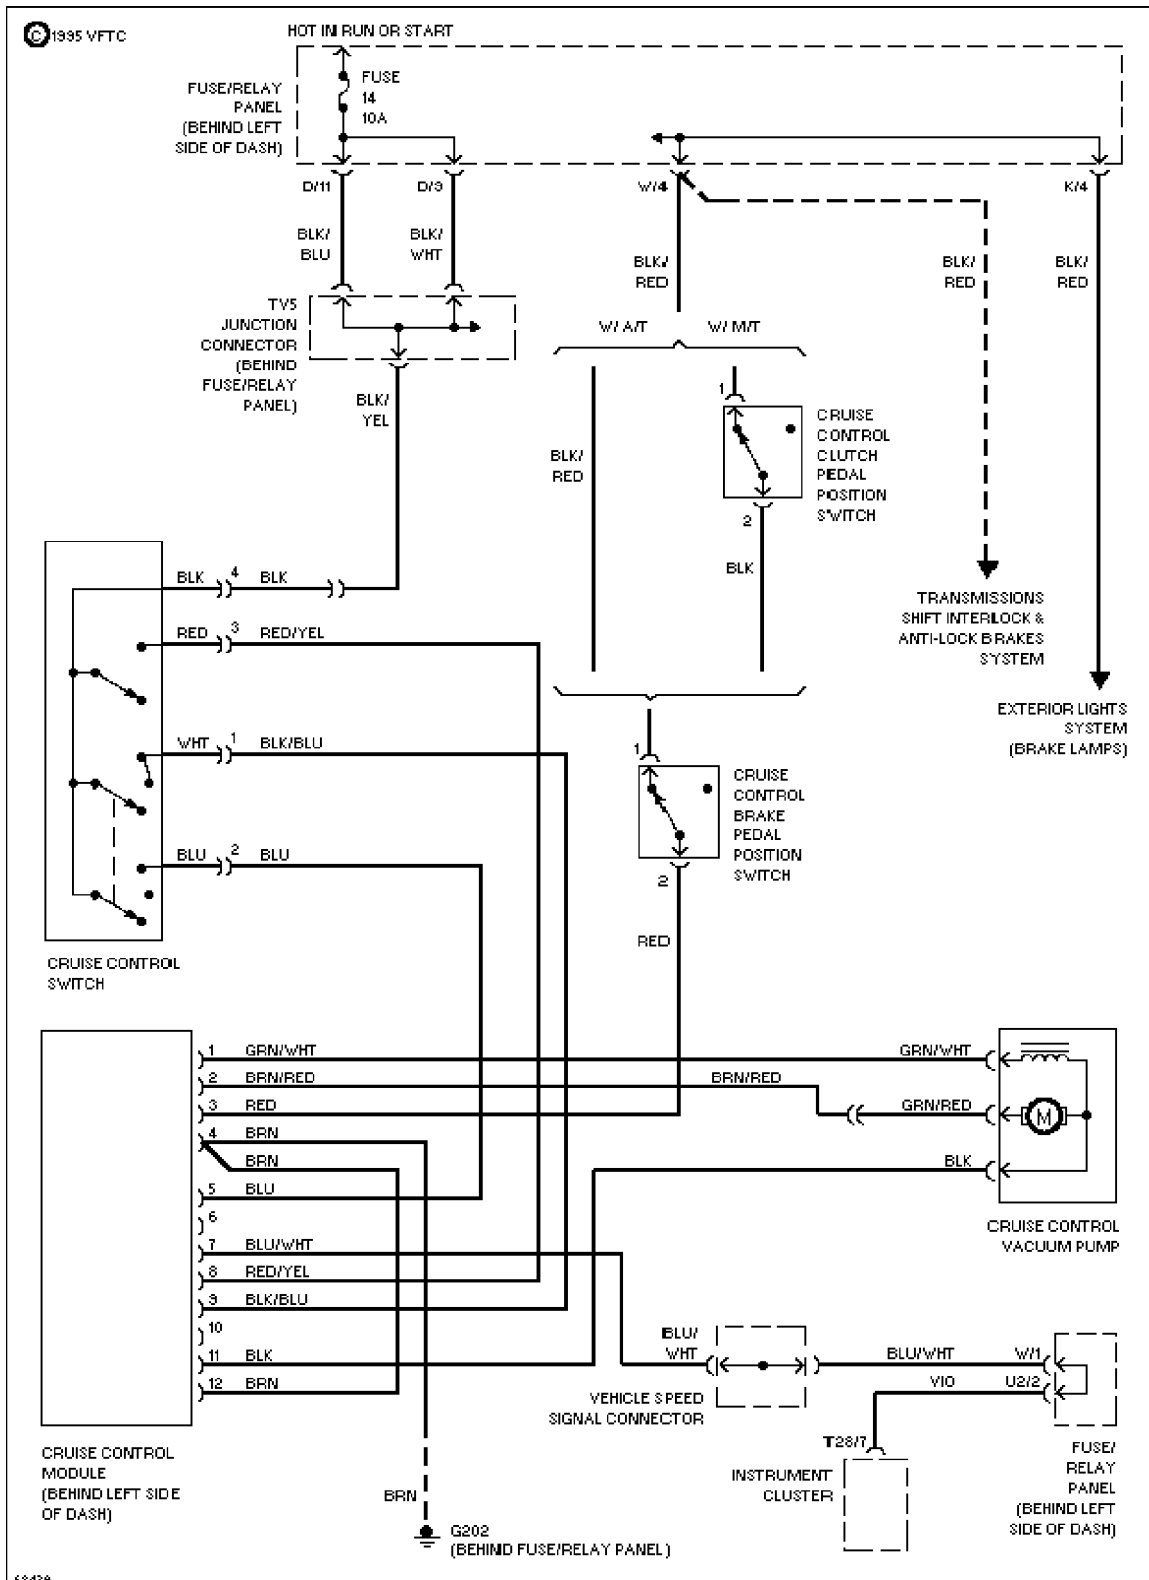 © 1995 VFTC
HOT IN RUN OR START
FUSE/RELAY
PANEL
(BEHIND LEFT
SIDE OF DASH)
FUSE
14
10A
D/11
D/9
W/4
K/4
BLK/
BLU
BLK/
WHT
BLK/
RED
BLK/
RED
BLK/
RED
TV5
JUNCTION
CONNECTOR
(BEHIND
FUSE/RELAY
PANEL)
W/ A/T
W/ M/T
BLK/
YEL
BLK/
RED
1
CRUISE
CONTROL
CLUTCH
PEDAL
POSITION
SWITCH
2
BLK
TRANSMISSIONS
SHIFT INTERLOCK &
ANTI-LOCK BRAKES
SYSTEM
EXTERIOR LIGHTS
SYSTEM
(BRAKE LAMPS)
BLK 4 BLK
RED 3 RED/YEL
WHT 1 BLK/BLU
BLU 2 BLU
CRUISE CONTROL
SWITCH
1
CRUISE
CONTROL
BRAKE
PEDAL
POSITION
SWITCH
2
RED
1 GRN/WHT
GRN/WHT
2 BRN/RED
BRN/RED
GRN/RED
3 RED
4 BRN
BRN
BLK
5 BLU
6
7 BLU/WHT
8 RED/YEL
9 BLK/BLU
10
11 BLK
12 BRN
CRUISE CONTROL
VACUUM PUMP
M
CRUISE CONTROL
MODULE
(BEHIND LEFT SIDE
OF DASH)
BLU/
WHT
VEHICLE SPEED
SIGNAL CONNECTOR
BLU/WHT W/1
VIO U2/2
T28/7
INSTRUMENT
CLUSTER
FUSE/
RELAY
PANEL
(BEHIND LEFT
SIDE OF DASH)
BRN
G202
(BEHIND FUSE/RELAY PANEL)